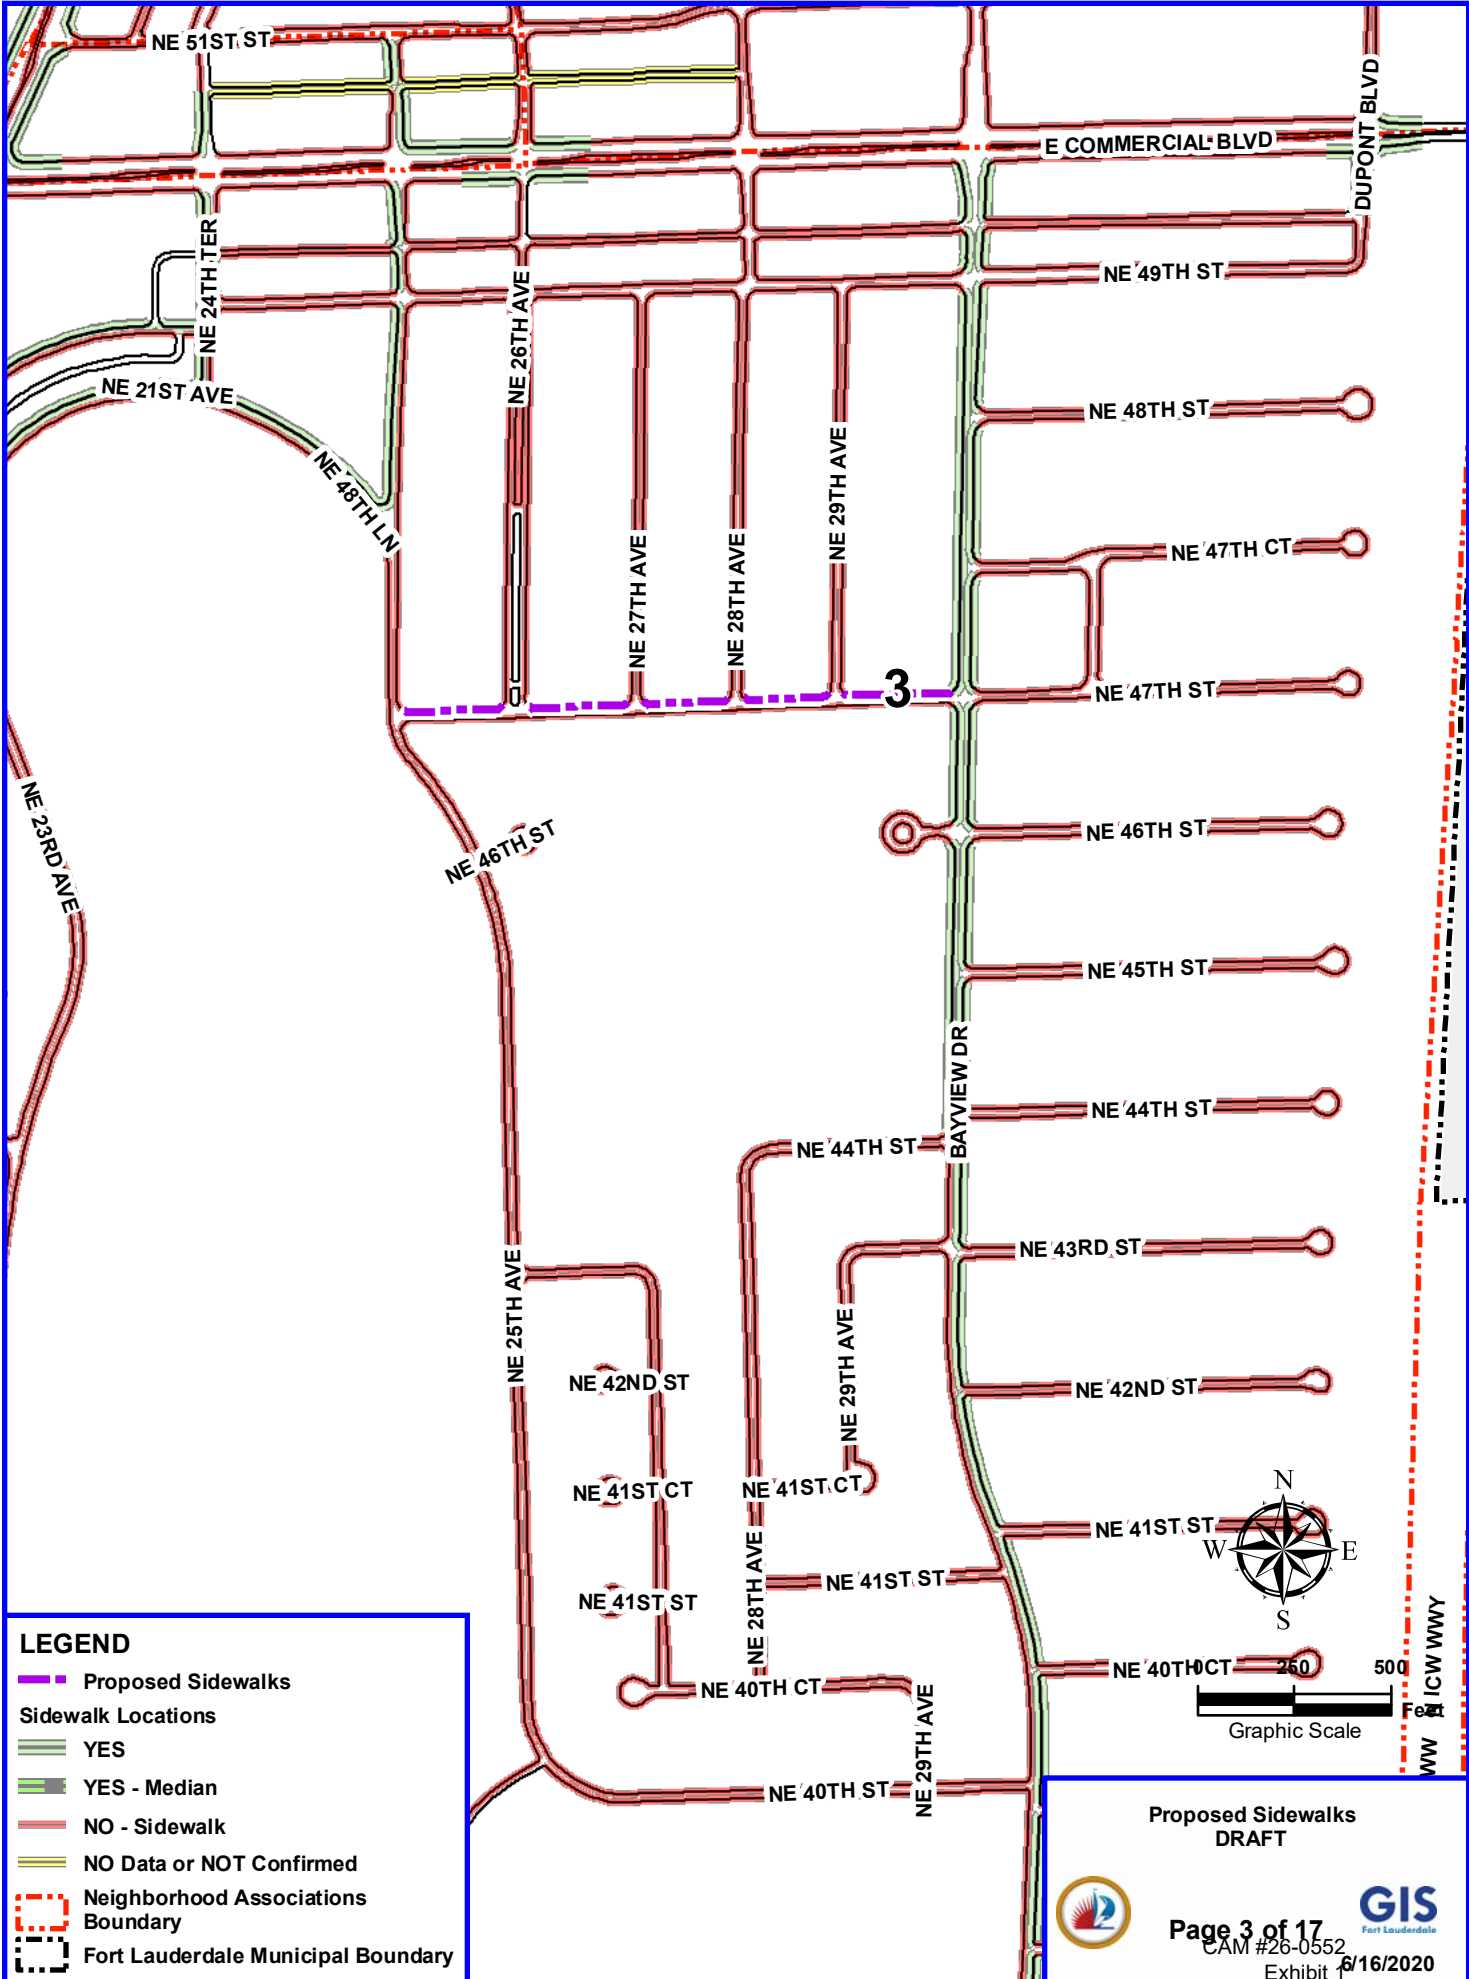 NE 51ST ST
DUPONT BLVD
E COMMERCIAL BLVD
NE 24TH TER
NE 26TH AVE
NE 49TH ST
NE 21ST AVE
NE 48TH ST
NE 48TH LN
NE 29TH AVE
NE 47TH CT
NE 27TH AVE
NE 28TH AVE
3
NE 47TH ST
NE 23RD AVE
NE 46TH ST
NE 46TH ST
NE 45TH ST
BAYVIEW DR
NE 44TH ST
NE 44TH ST
NE 43RD ST
NE 25TH AVE
NE 29TH AVE
NE 42ND ST
NE 42ND ST
NE 41ST CT
NE 41ST CT
N
W
E
S
NE 41ST ST
NE 28TH AVE
NE 41ST ST
NE 41ST ST
NE 40TH CT
NE 40TH CT
0
250
500
Feet
Graphic Scale
ICW WWY
WW
NE 29TH AVE
NE 40TH ST
LEGEND
Proposed Sidewalks
Sidewalk Locations
YES
YES - Median
NO - Sidewalk
NO Data or NOT Confirmed
Neighborhood Associations
Boundary
Fort Lauderdale Municipal Boundary
Proposed Sidewalks
DRAFT
GIS
Fort Lauderdale
Page 3 of 17
CAM #26-0552
6/16/2020
Exhibit 1